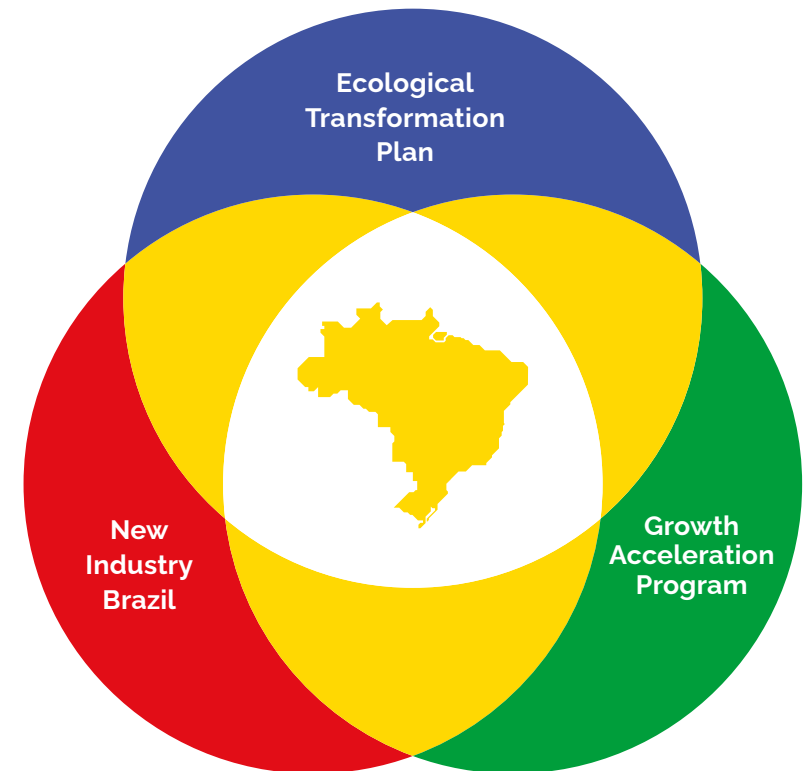 Ecological
Transformation
Plan
New
Industry
Brazil
Growth
Acceleration
Program